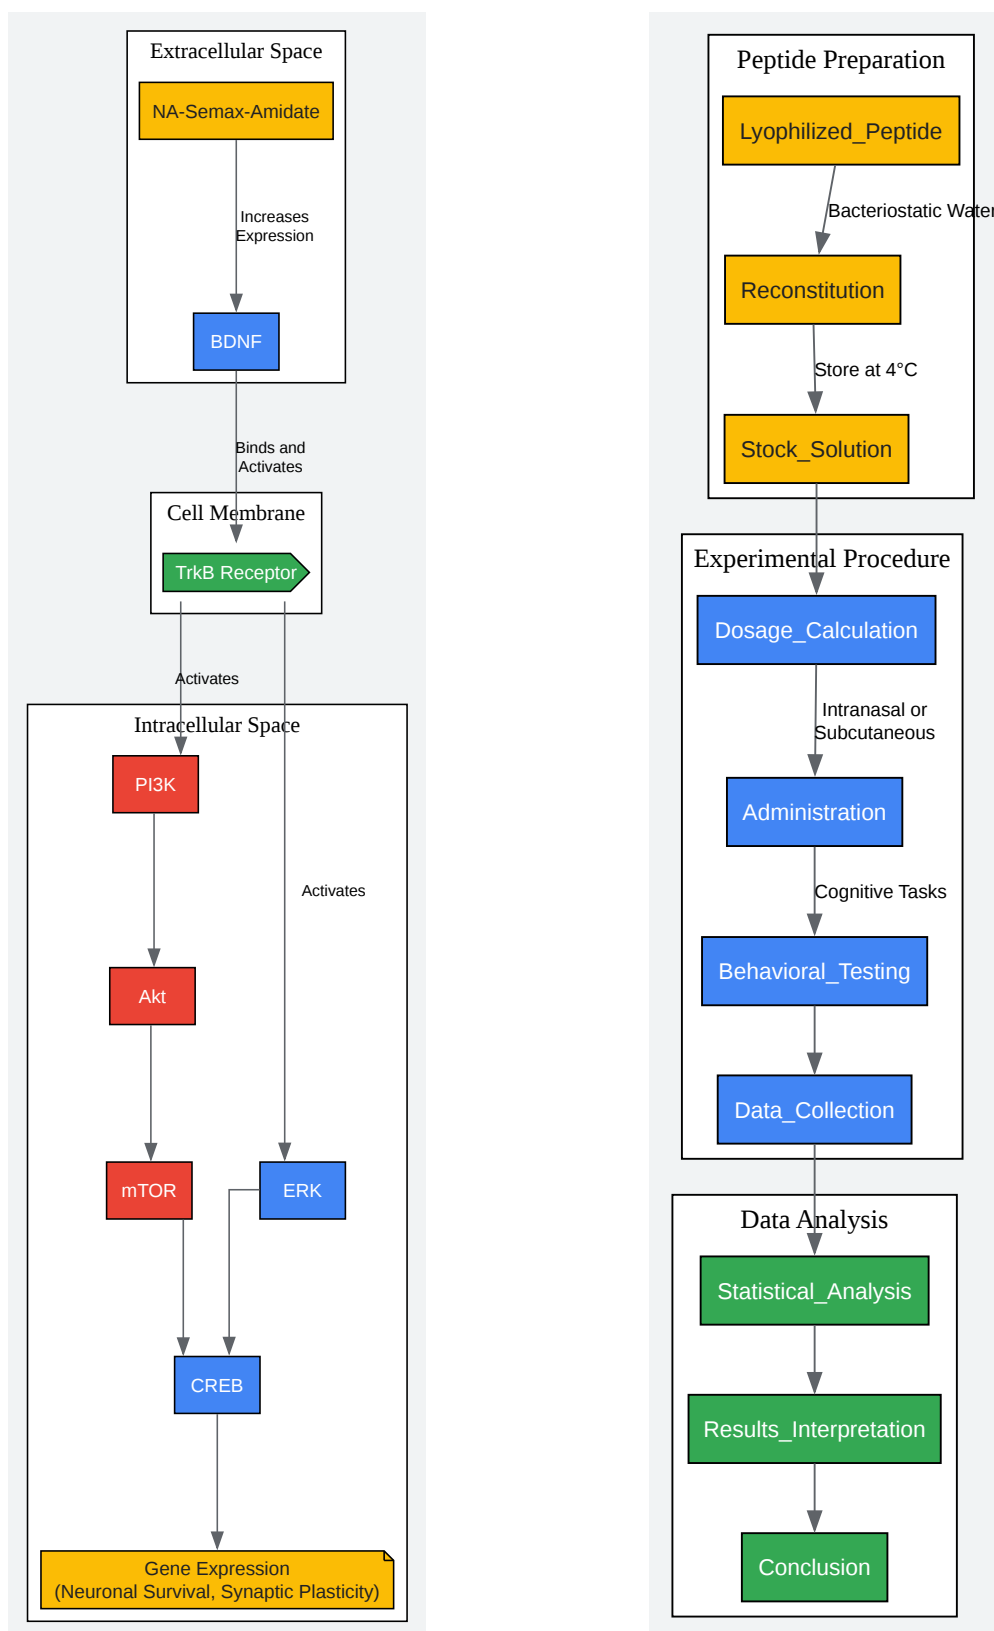 Extracellular Space
NA-Semax-Amidate
Increases
Expression
BDNF
Binds and
Activates
Cell Membrane
TrkB Receptor
Activates
Intracellular Space
PI3K
Activates
Akt
mTOR
ERK
CREB
Gene Expression
(Neuronal Survival, Synaptic Plasticity)
Peptide Preparation
Lyophilized_Peptide
Bacteriostatic Water
Reconstitution
Store at 4°C
Stock_Solution
Experimental Procedure
Dosage_Calculation
Intranasal or
Subcutaneous
Administration
Cognitive Tasks
Behavioral_Testing
Data_Collection
Data Analysis
Statistical_Analysis
Results_Interpretation
Conclusion